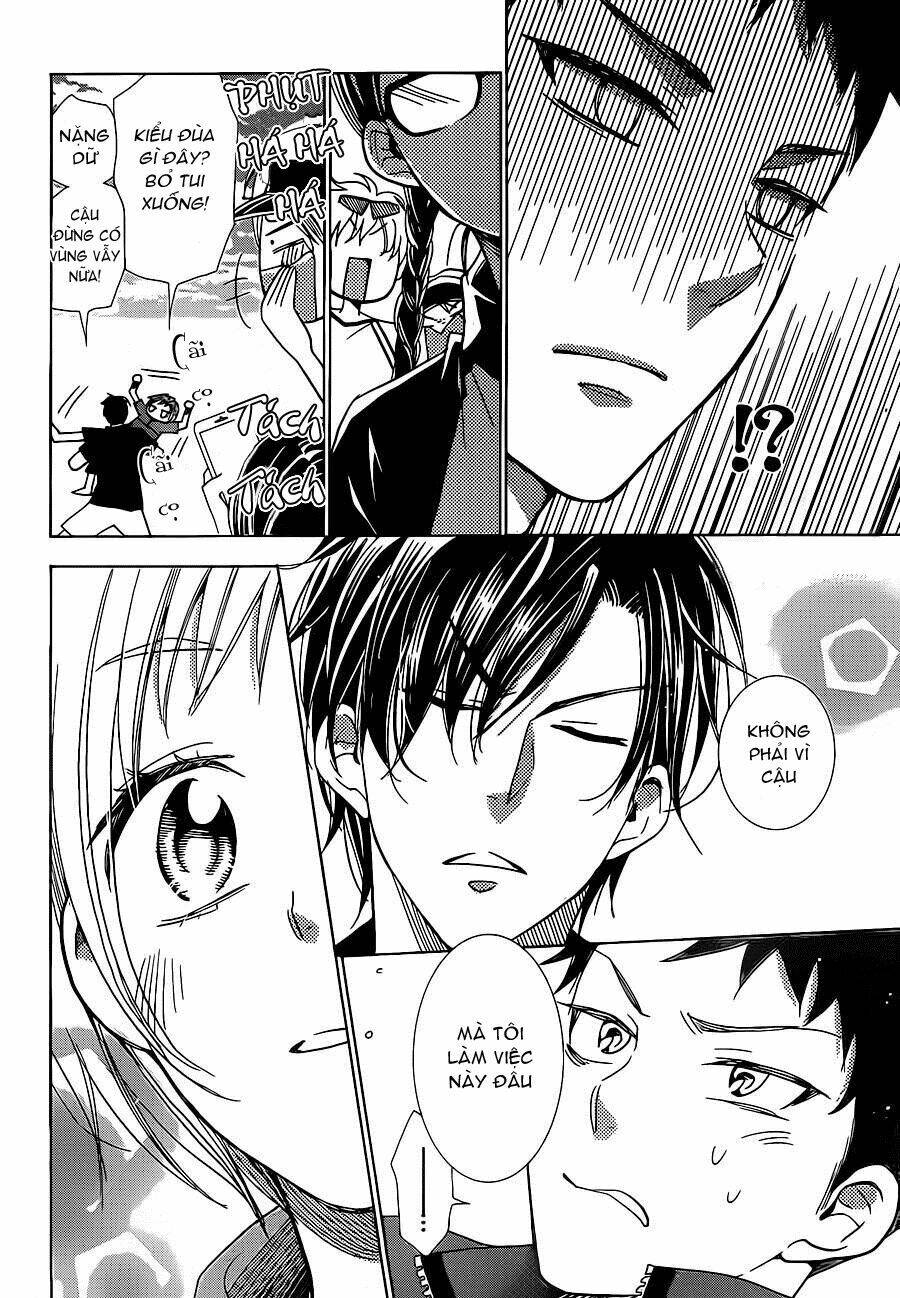 !?
PHỤT
HÁ HÁ
HÁ
KIỂU ĐÙA
GÌ ĐÂY?
BỎ TUI
XUỐNG!
NẶNG
DỮ
CẬU
ĐỪNG CÓ
VÙNG VẪY
NỮA!
Cãi
cọ
Cãi
cọ
Tách
Tách
KHÔNG
PHẢI VÌ
CẬU
MÀ TÔI
LÀM VIỆC
NÀY ĐÂU